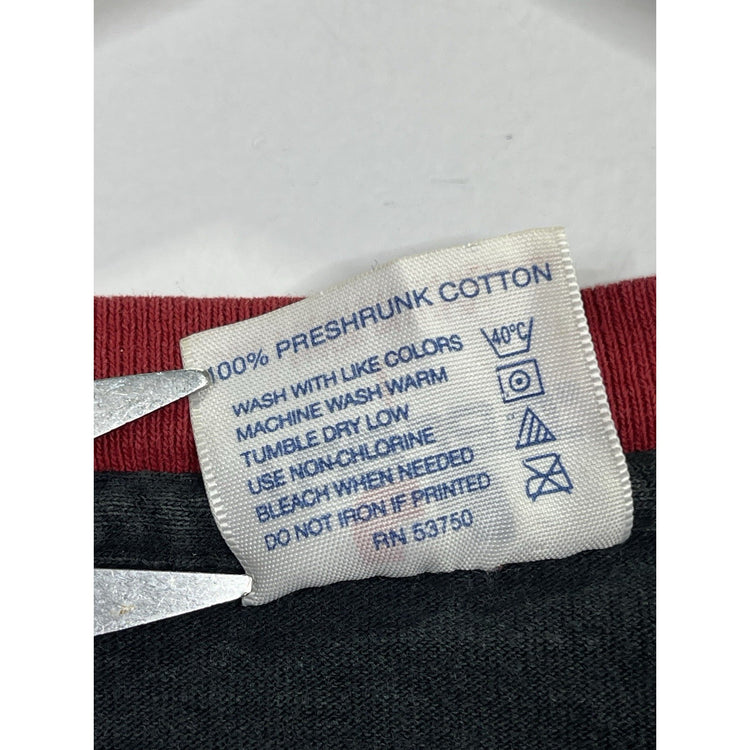 100% PRESHRUNK COTTON
WASH WITH LIKE COLORS
MACHINE WASH WARM
TUMBLE DRY LOW
USE NON-CHLORINE
BLEACH WHEN NEEDED
DO NOT IRON IF PRINTED
RN 53750
40°C